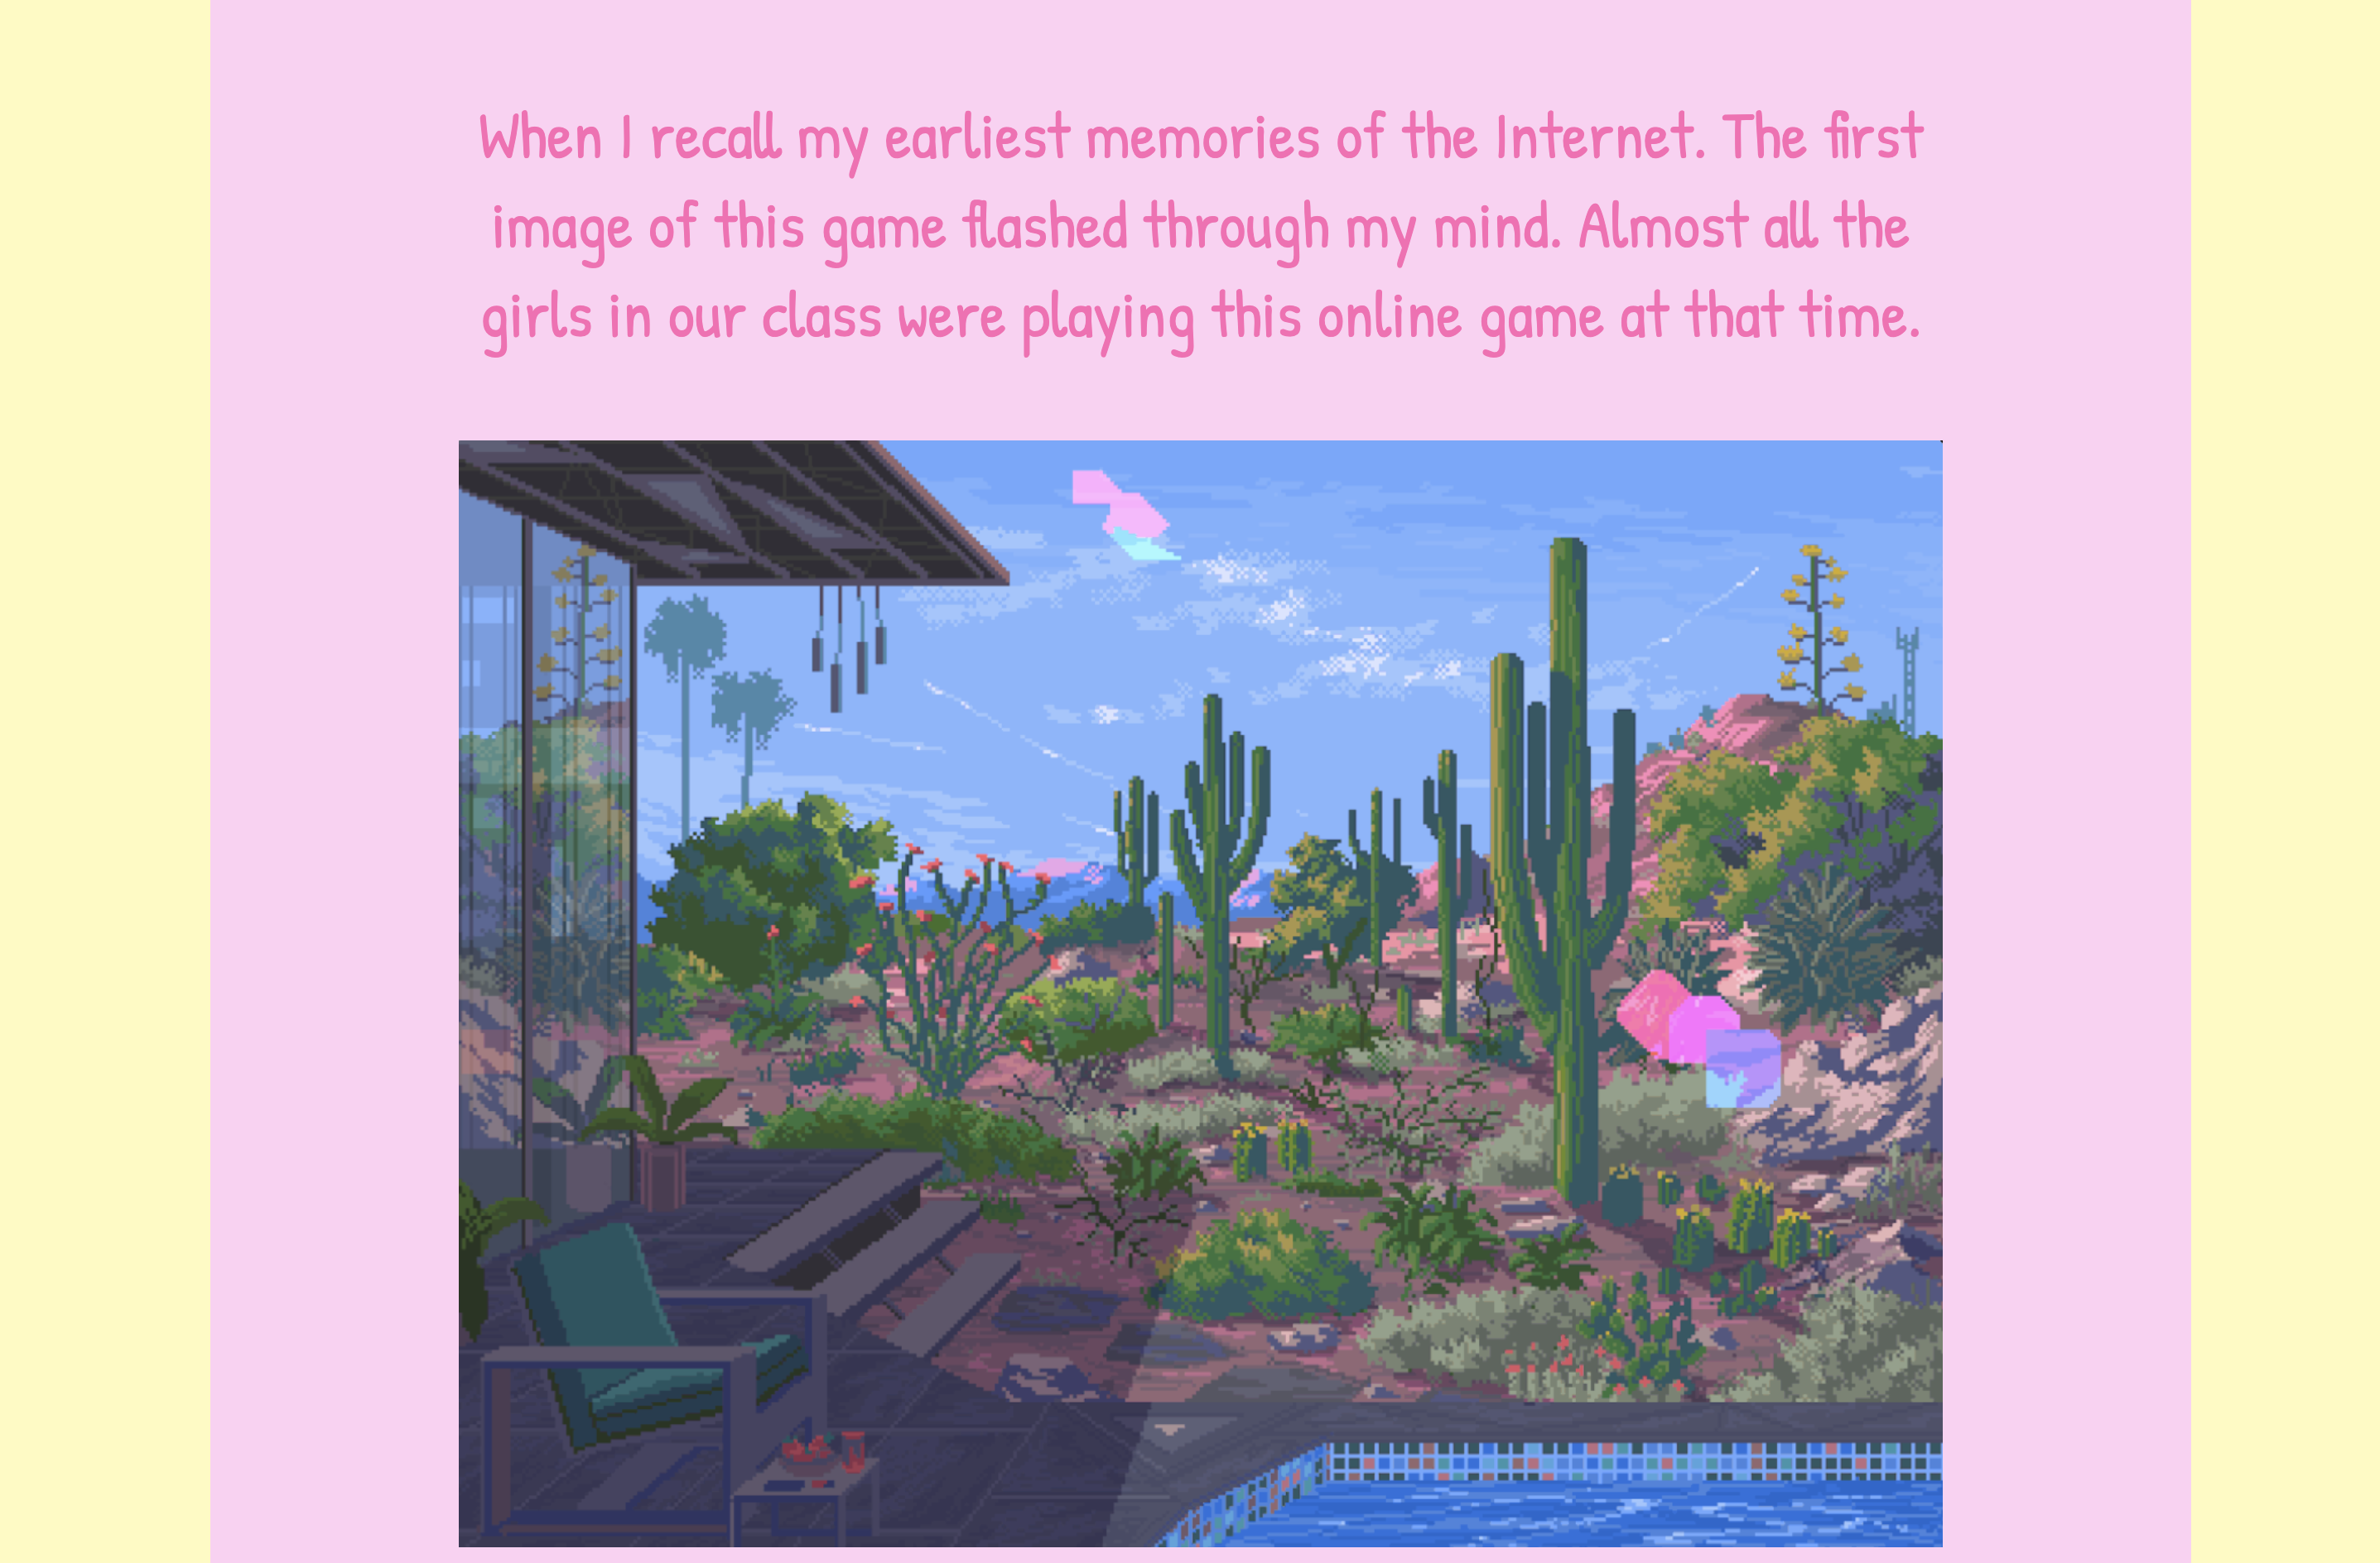 When I recall my earliest memories of the Internet. The first
image of this game flashed through my mind. Almost all the
girls in our class were playing this online game at that time.